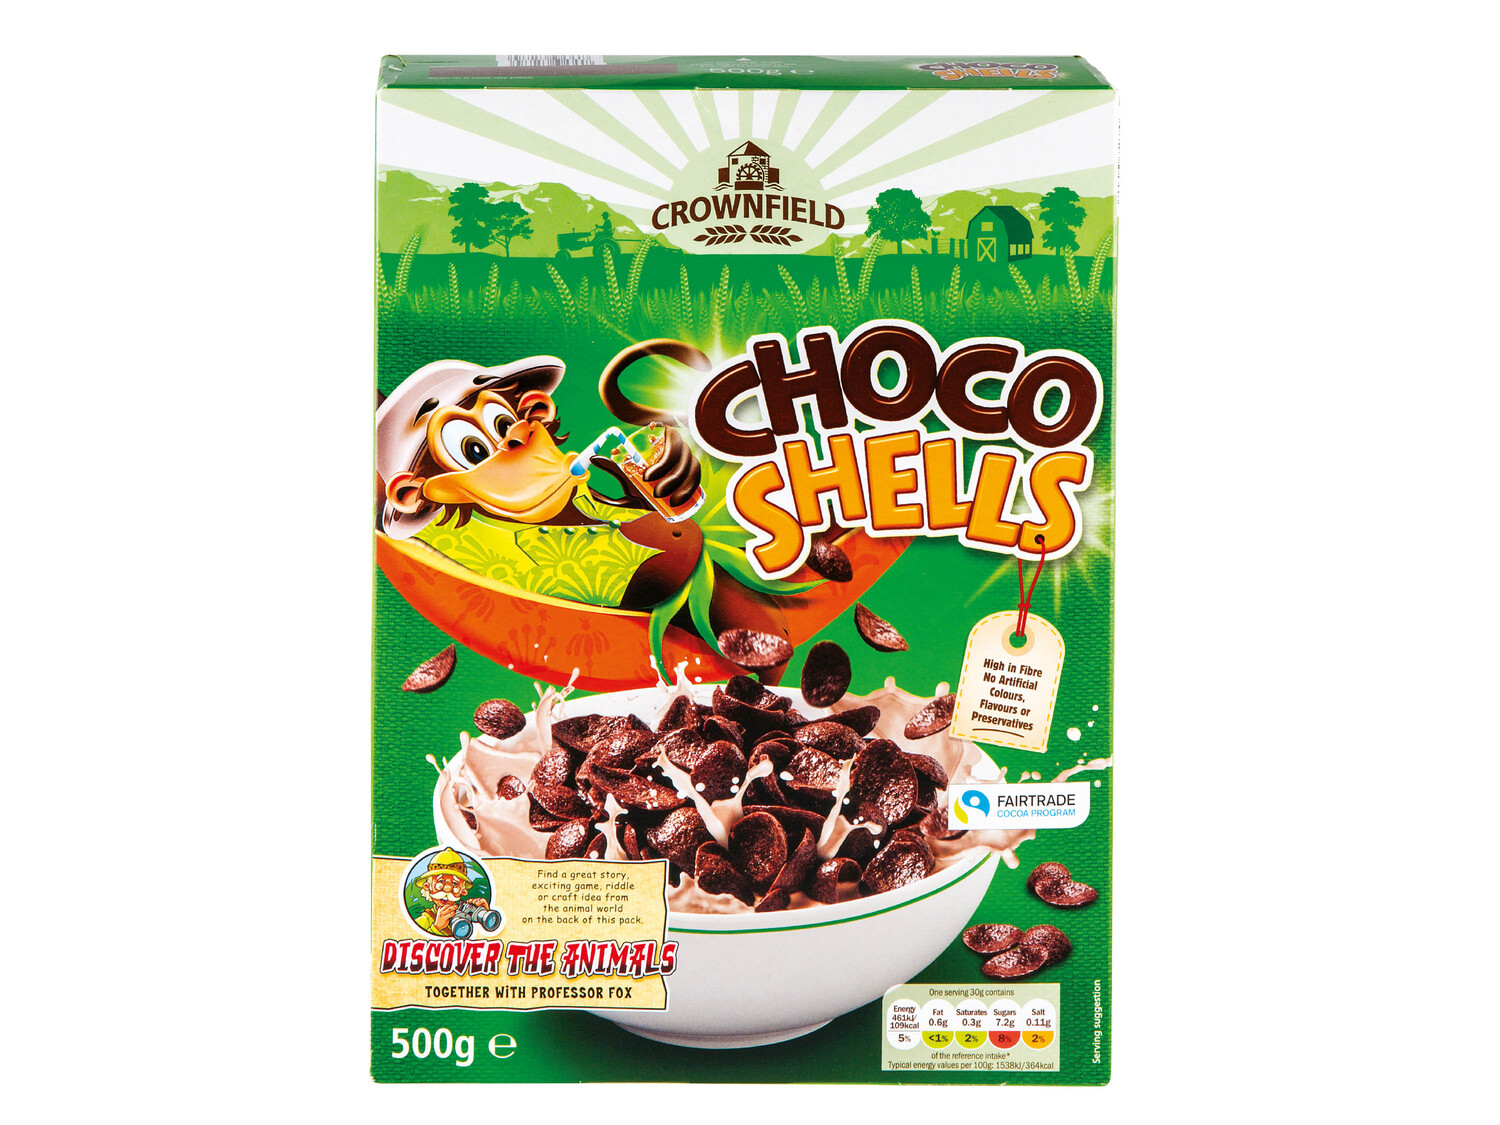 500g ℮
CHOCO
SHELLS
CROWNFIELD
CHOCO
SHELLS
High in Fibre
No Artificial
Colours,
Flavours or
Preservatives
FAIRTRADE
COCOA PROGRAM
Find a great story,
exciting game, riddle
or craft idea from
the animal world
on the back of this pack.
DISCOVER THE ANIMALS
TOGETHER WiTH PROFESSOR FOX
500g ℮
One serving 30g contains
Energy 461kJ/ 109kcal 5%
Fat 0.6g <1%
Saturates 0.3g 2%
Sugars 7.2g 8%
Salt 0.11g 2%
of the reference intake*
Typical energy values per 100g: 1538kJ/364kcal
Serving suggestion